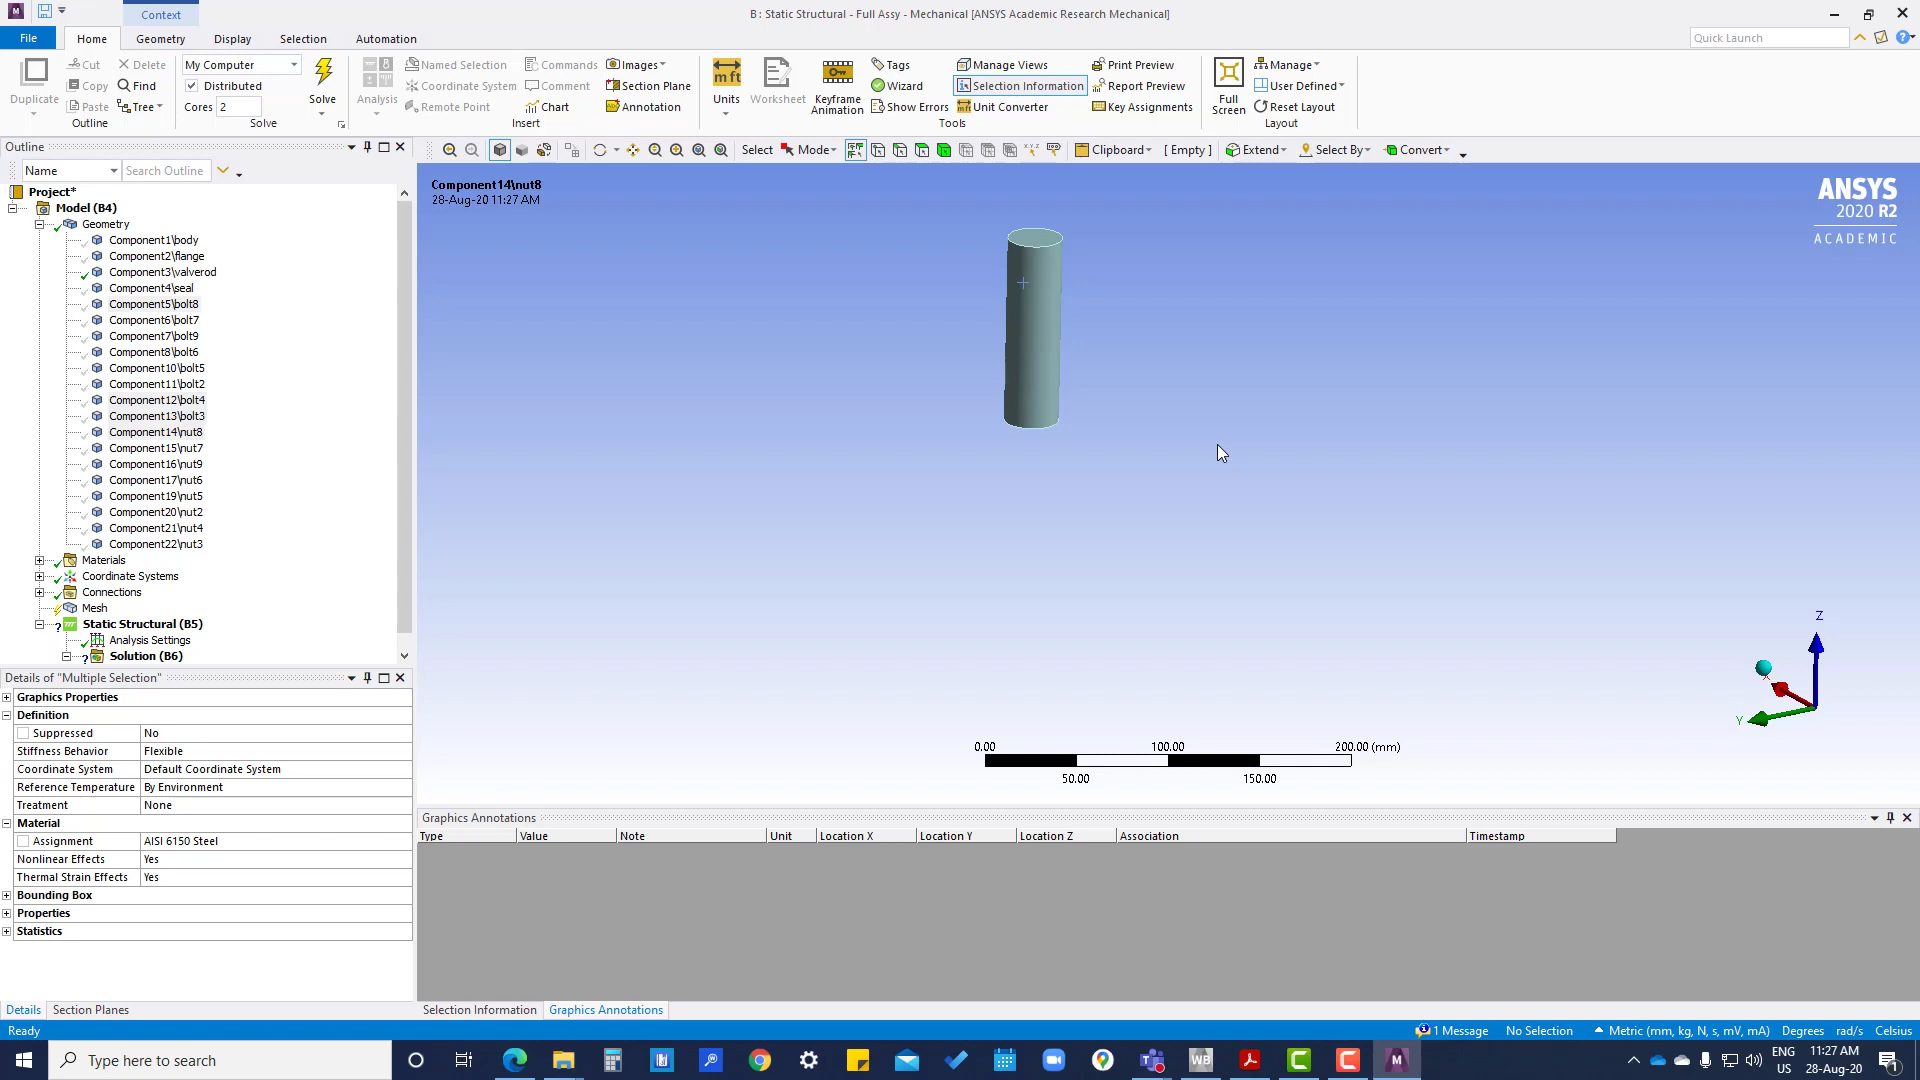 Context
B : Static Structural - Full Assy - Mechanical [ANSYS Academic Research Mechanical]
File Home Geometry Display Selection Automation
Quick Launch
Cut Delete My Computer Named Section Commands Images Tags Manage Views Print Preview Manage
Copy Find Distributed Coordinate System Comment Section Plane Wizard Selection Information Report Preview User Defined
Duplicate Paste Tree Cores 2 Solve Analysis Remote Point Chart Annotation Units Worksheet Keyframe Animation Show Errors Unit Converter Key Assignments Full Screen Reset Layout
Outline Solve Insert Tools Layout
Outline
Select Mode Clipboard [ Empty ] Extend Select By Convert
Name Search Outline
Project*
Model (B4)
Geometry
Component1\body
Component2\flange
Component3\valverod
Component4\seal
Component5\bolt8
Component6\bolt7
Component7\bolt9
Component8\bolt6
Component10\bolt5
Component11\bolt2
Component12\bolt4
Component13\bolt3
Component14\nut8
Component15\nut7
Component16\nut9
Component17\nut6
Component19\nut5
Component20\nut2
Component21\nut4
Component22\nut3
Materials
Coordinate Systems
Connections
Mesh
Static Structural (B5)
Analysis Settings
Solution (B6)
Component14\nut8
28-Aug-20 11:27 AM
ANSYS
2020 R2
ACADEMIC
Z
X
Y
0.00 100.00 200.00 (mm)
50.00 150.00
Details of "Multiple Selection"
Graphics Properties
Definition
Suppressed No
Stiffness Behavior Flexible
Coordinate System Default Coordinate System
Reference Temperature By Environment
Treatment None
Material
Assignment AISI 6150 Steel
Nonlinear Effects Yes
Thermal Strain Effects Yes
Bounding Box
Properties
Statistics
Graphics Annotations
Type Value Note Unit Location X Location Y Location Z Association Timestamp
Details Section Planes
Selection Information Graphics Annotations
Ready
1 Message No Selection Metric (mm, kg, N, s, mV, mA) Degrees rad/s Celsius
Type here to search
ENG
US
11:27 AM
28-Aug-20